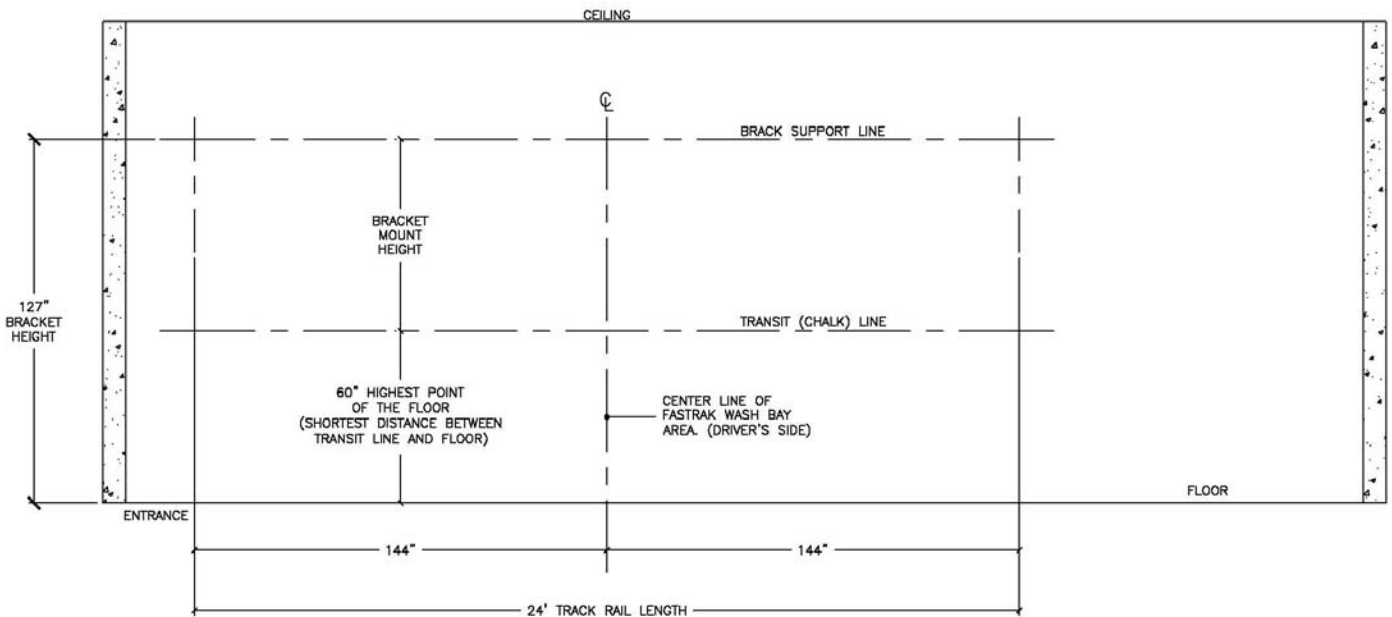 CEILING
℄
BRACK SUPPORT LINE
BRACKET
MOUNT
HEIGHT
127"
BRACKET
HEIGHT
TRANSIT (CHALK) LINE
60" HIGHEST POINT
OF THE FLOOR
(SHORTEST DISTANCE BETWEEN
TRANSIT LINE AND FLOOR)
CENTER LINE OF
FASTRAK WASH BAY
AREA. (DRIVER'S SIDE)
FLOOR
ENTRANCE
144"
144"
24' TRACK RAIL LENGTH